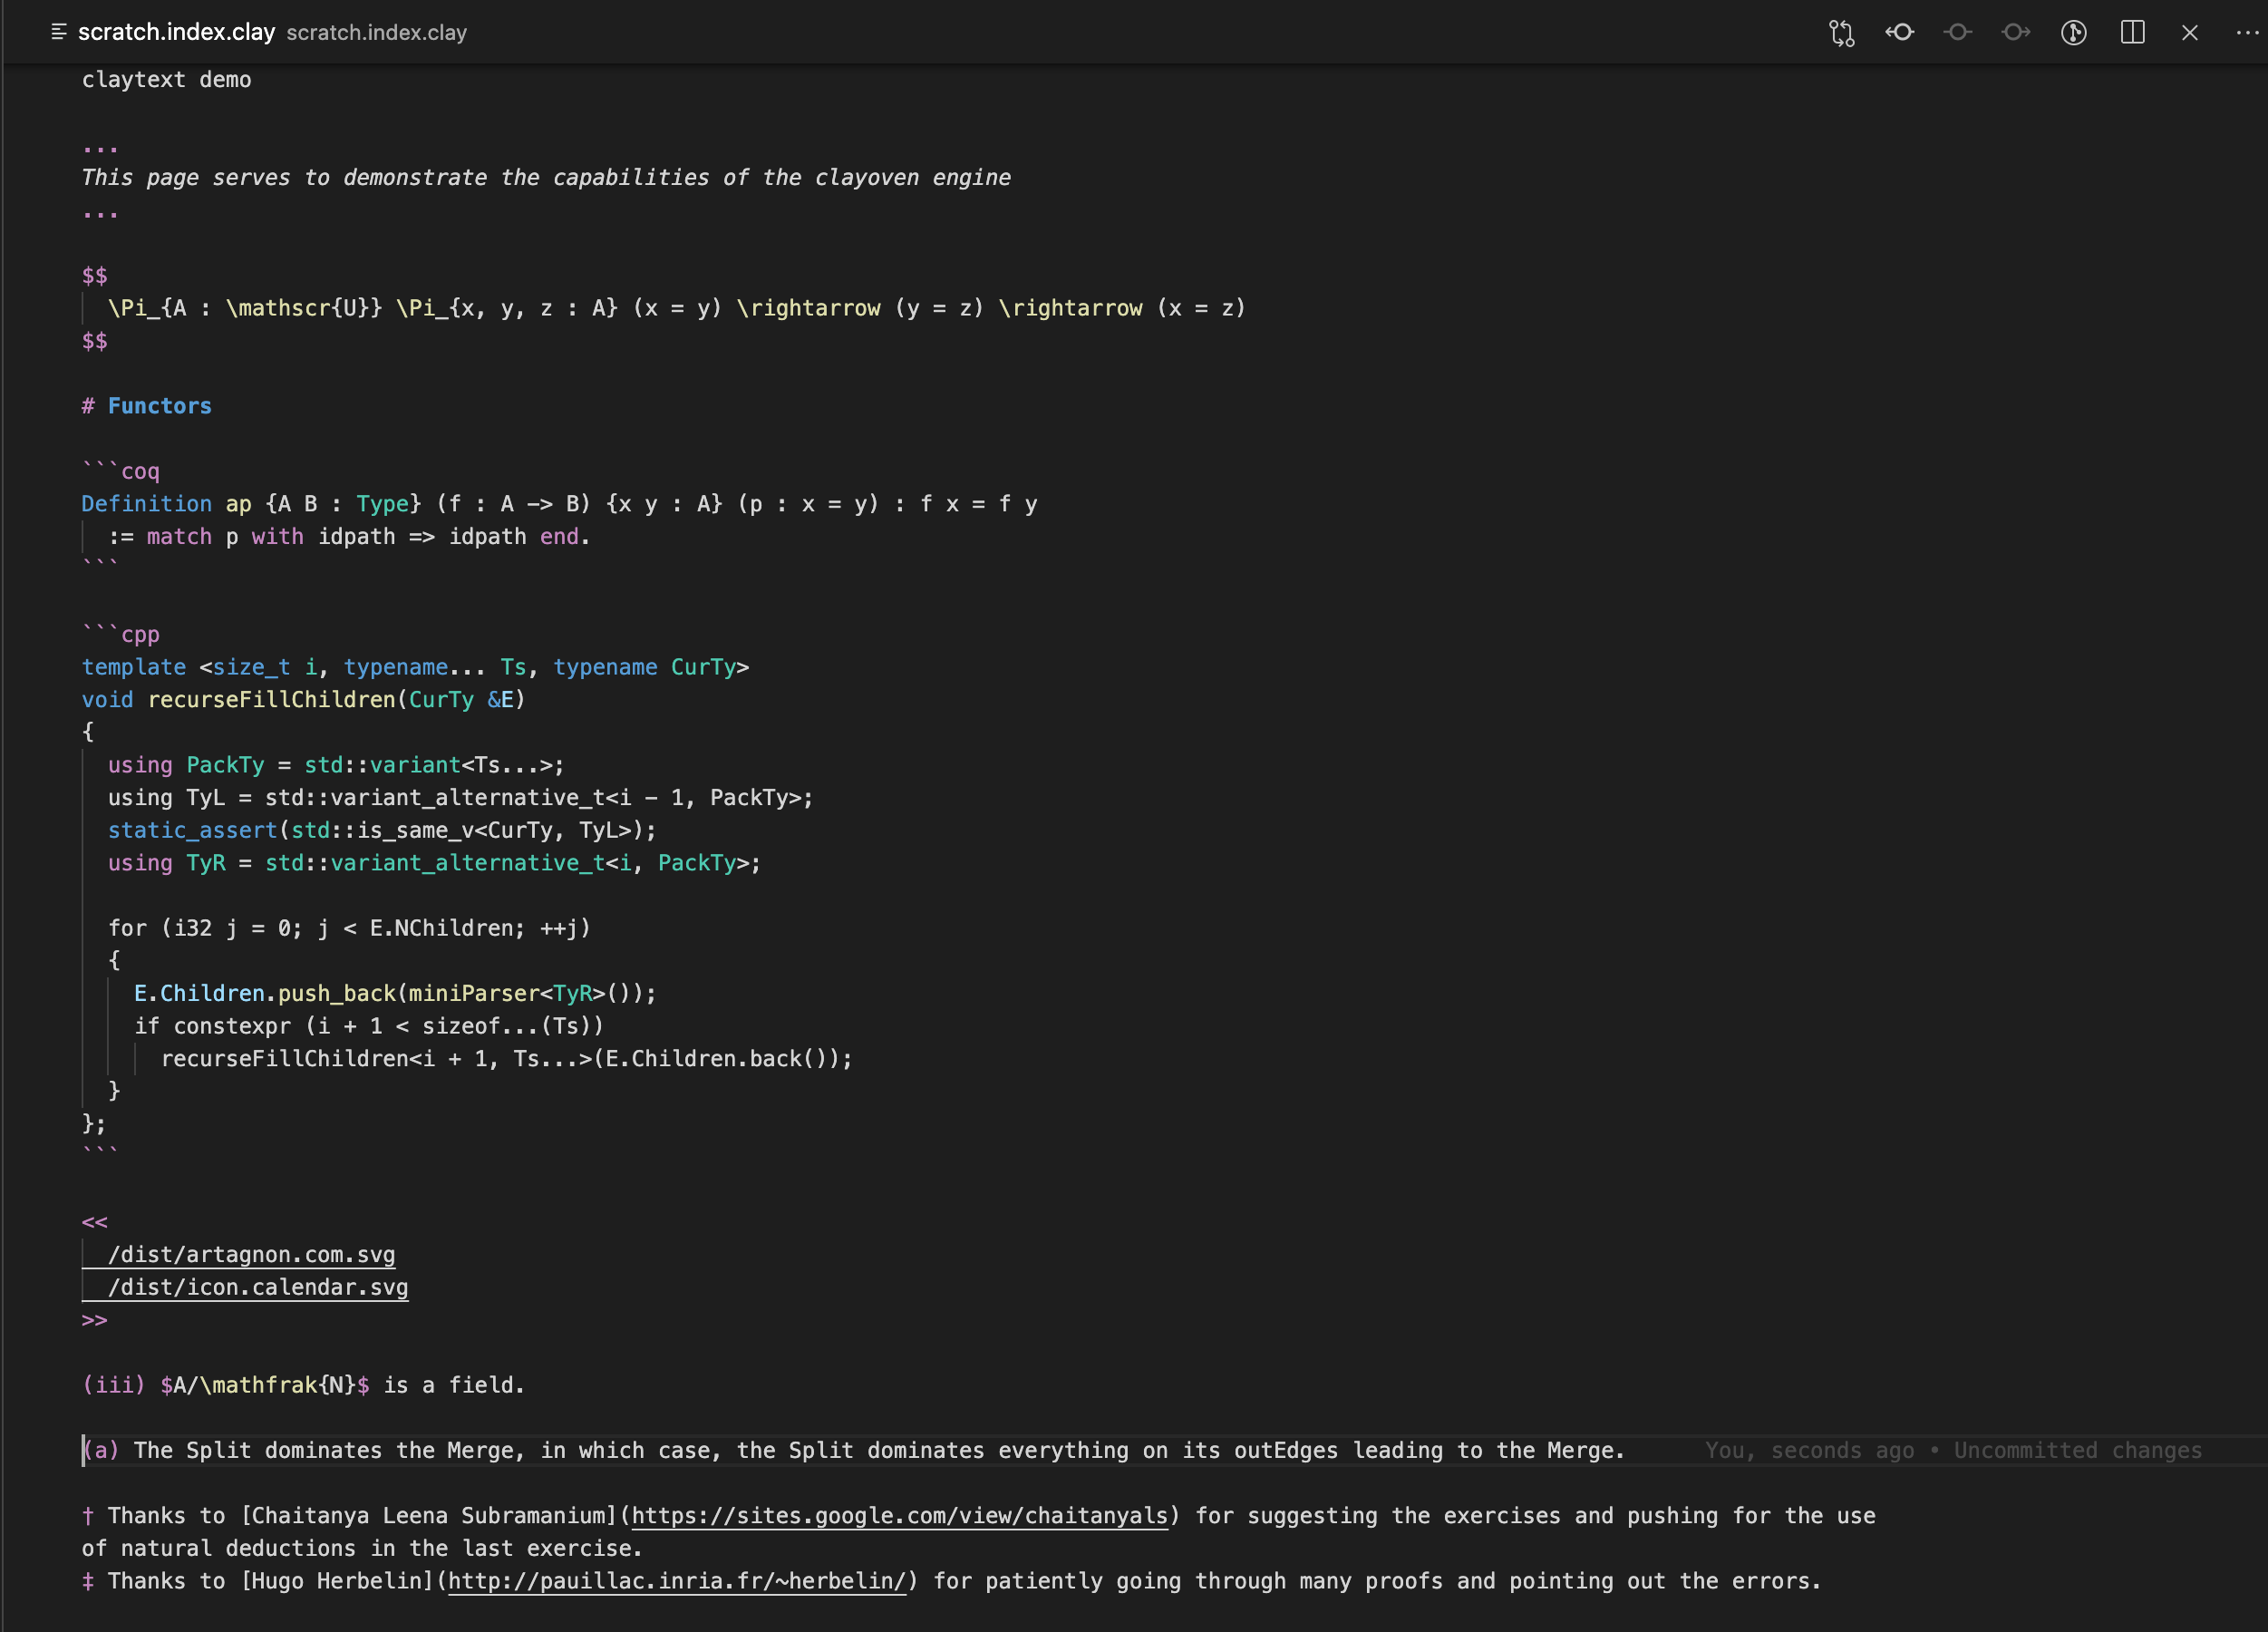 scratch.index.clay scratch.index.clay
claytext demo
...
This page serves to demonstrate the capabilities of the clayoven engine
...
$$
  \Pi_{A : \mathscr{U}} \Pi_{x, y, z : A} (x = y) \rightarrow (y = z) \rightarrow (x = z)
$$
# Functors
```coq
Definition ap {A B : Type} (f : A -> B) {x y : A} (p : x = y) : f x = f y
  := match p with idpath => idpath end.
```
```cpp
template <size_t i, typename... Ts, typename CurTy>
void recurseFillChildren(CurTy &E)
{
  using PackTy = std::variant<Ts...>;
  using TyL = std::variant_alternative_t<i - 1, PackTy>;
  static_assert(std::is_same_v<CurTy, TyL>);
  using TyR = std::variant_alternative_t<i, PackTy>;
  for (i32 j = 0; j < E.NChildren; ++j)
  {
    E.Children.push_back(miniParser<TyR>());
    if constexpr (i + 1 < sizeof...(Ts))
      recurseFillChildren<i + 1, Ts...>(E.Children.back());
  }
};
```
<<
  /dist/artagnon.com.svg
  /dist/icon.calendar.svg
>>
(iii) $A/\mathfrak{N}$ is a field.
(a) The Split dominates the Merge, in which case, the Split dominates everything on its outEdges leading to the Merge. You, seconds ago • Uncommitted changes
† Thanks to [Chaitanya Leena Subramanium](https://sites.google.com/view/chaitanyals) for suggesting the exercises and pushing for the use
of natural deductions in the last exercise.
‡ Thanks to [Hugo Herbelin](http://pauillac.inria.fr/~herbelin/) for patiently going through many proofs and pointing out the errors.